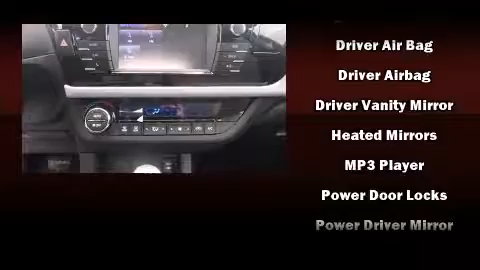 Driver Air Bag
Driver Airbag
Driver Vanity Mirror
Heated Mirrors
MP3 Player
Power Door Locks
Power Driver Mirror